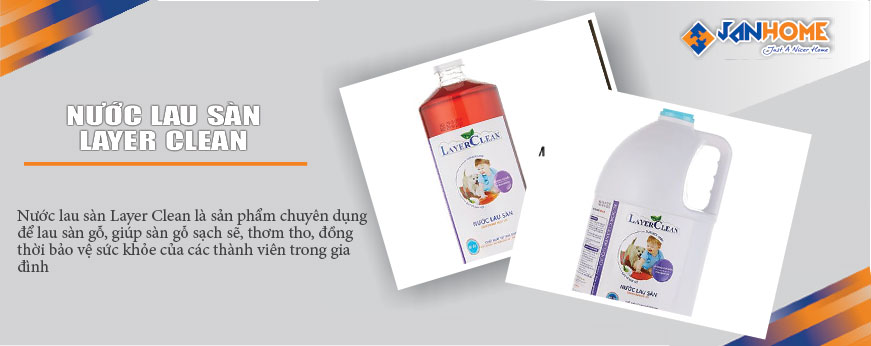 JANHOME
Just A Nicer Home
NƯỚC LAU SÀN
LAYER CLEAN
Nước lau sàn Layer Clean là sản phẩm chuyên dụng
để lau sàn gỗ, giúp sàn gỗ sạch sẽ, thơm tho, đồng
thời bảo vệ sức khỏe của các thành viên trong gia
đình
LAYERCLEAN
NƯỚC LAU SÀN
M
LAYERCLEAN
NƯỚC LAU SÀN